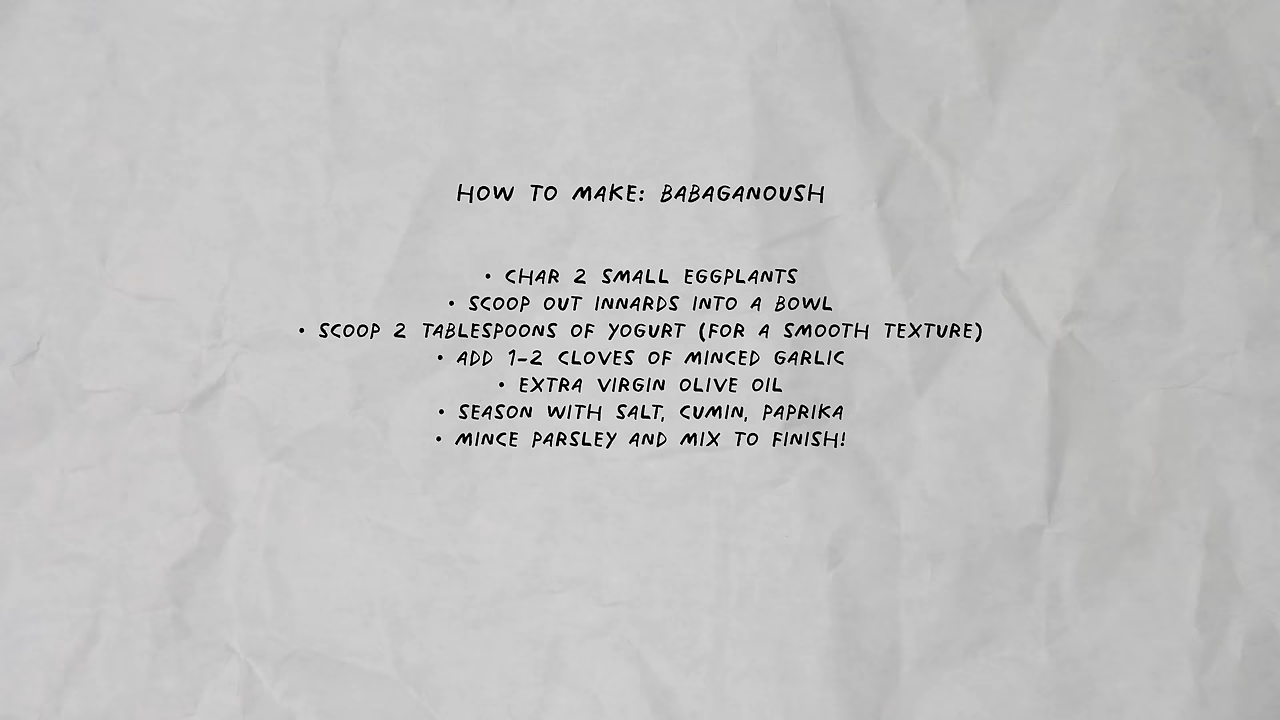 HOW TO MAKE: BABAGANOUSH
• CHAR 2 SMALL EGGPLANTS
• SCOOP OUT INNARDS INTO A BOWL
• SCOOP 2 TABLESPOONS OF YOGURT (FOR A SMOOTH TEXTURE)
• ADD 1-2 CLOVES OF MINCED GARLIC
• EXTRA VIRGIN OLIVE OIL
• SEASON WITH SALT, CUMIN, PAPRIKA
• MINCE PARSLEY AND MIX TO FINISH!